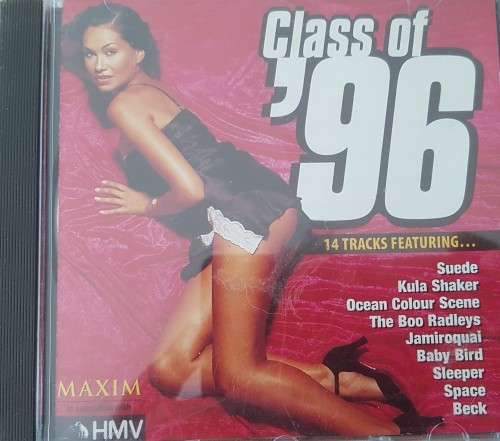 Class of
'96
14 TRACKS FEATURING...
Suede
Kula Shaker
Ocean Colour Scene
The Boo Radleys
Jamiroquai
Baby Bird
Sleeper
Space
Beck
MAXIM
HMV